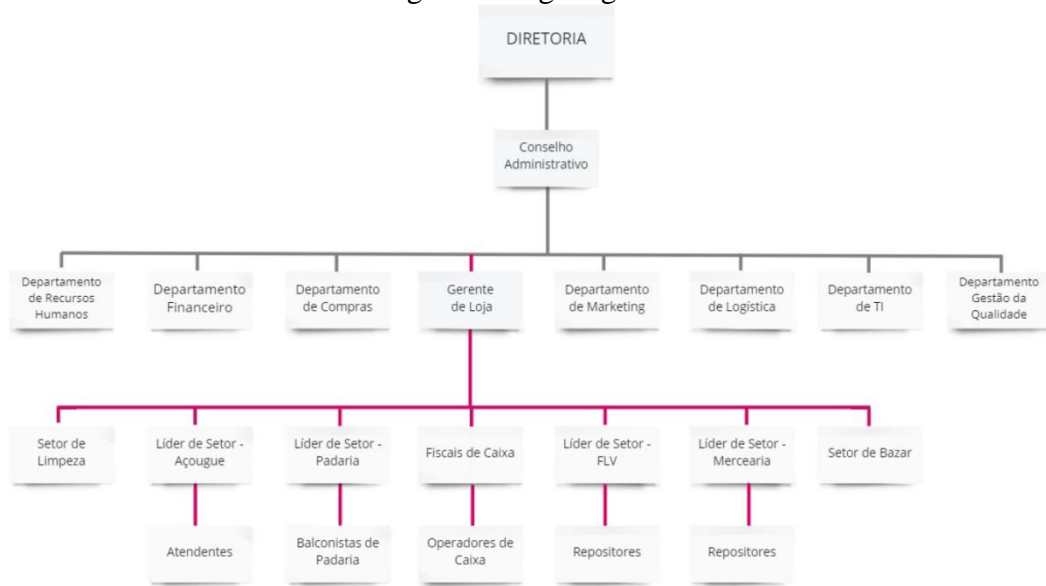 DIRETORIA
Conselho
Administrativo
Departamento
de Recursos
Humanos
Departamento
Financeiro
Departamento
de Compras
Gerente
de Loja
Departamento
de Marketing
Departamento
de Logística
Departamento
de TI
Departamento
Gestão da
Qualidade
Setor de
Limpeza
Líder de Setor -
Açougue
Líder de Setor -
Padaria
Fiscais de Caixa
Líder de Setor -
FLV
Líder de Setor -
Mercearia
Setor de Bazar
Atendentes
Balconistas de
Padaria
Operadores de
Caixa
Repositores
Repositores